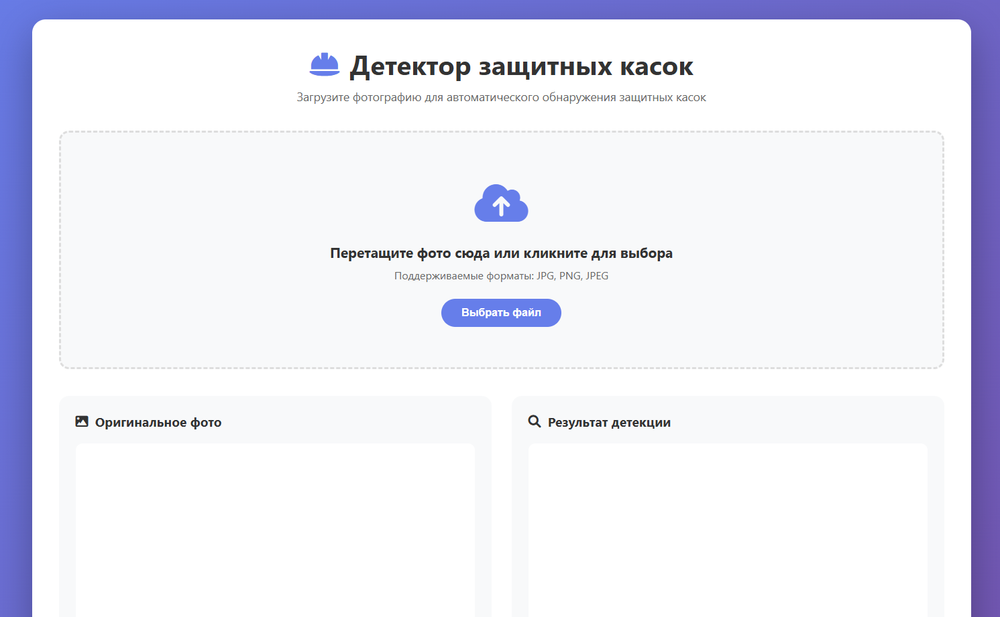 Детектор защитных касок
Загрузите фотографию для автоматического обнаружения защитных касок
Перетащите фото сюда или кликните для выбора
Поддерживаемые форматы: JPG, PNG, JPEG
Выбрать файл
Оригинальное фото
Результат детекции